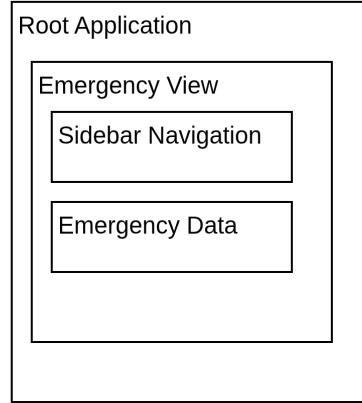 Root Application
Emergency View
Sidebar Navigation
Emergency Data